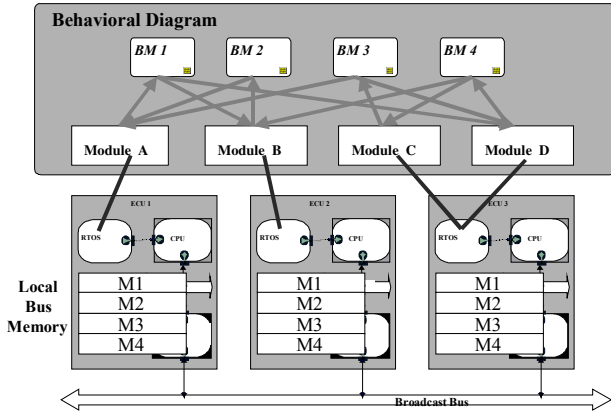 Behavioral Diagram
BM 1
BM 2
BM 3
BM 4
Module A
Module B
Module C
Module D
ECU 1
ECU 2
ECU 3
RTOS
CPU
RTOS
CPU
RTOS
CPU
Local
Bus
Memory
M1
M2
M3
M4
M1
M2
M3
M4
M1
M2
M3
M4
Broadcast Bus